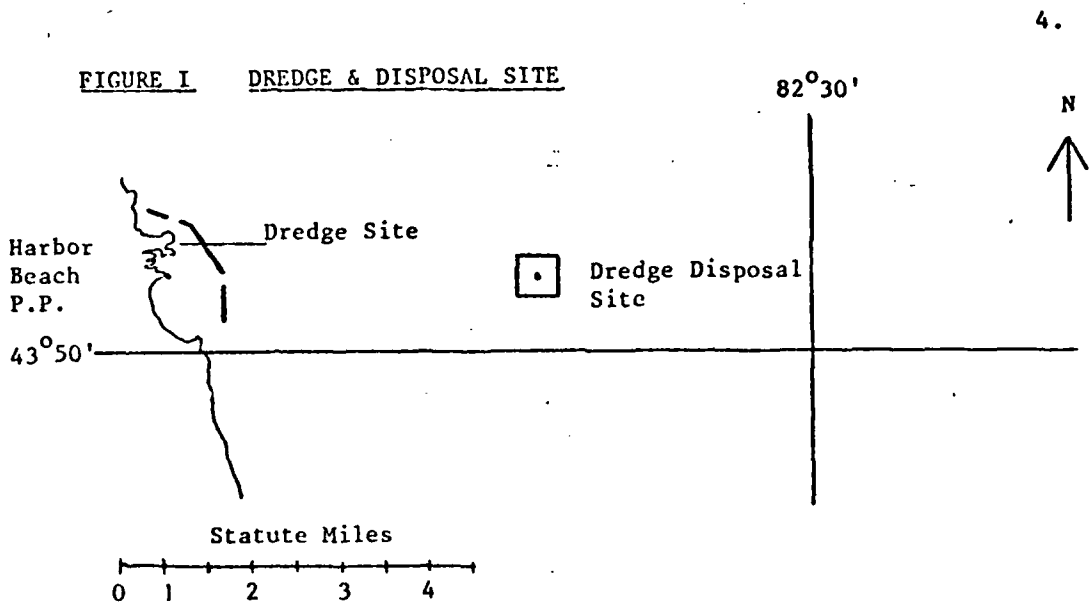 4.
FIGURE I DREDGE & DISPOSAL SITE
82°30'
N
Dredge Site
Harbor
Beach
P.P.
Dredge Disposal
Site
43°50'
Statute Miles
0 1 2 3 4